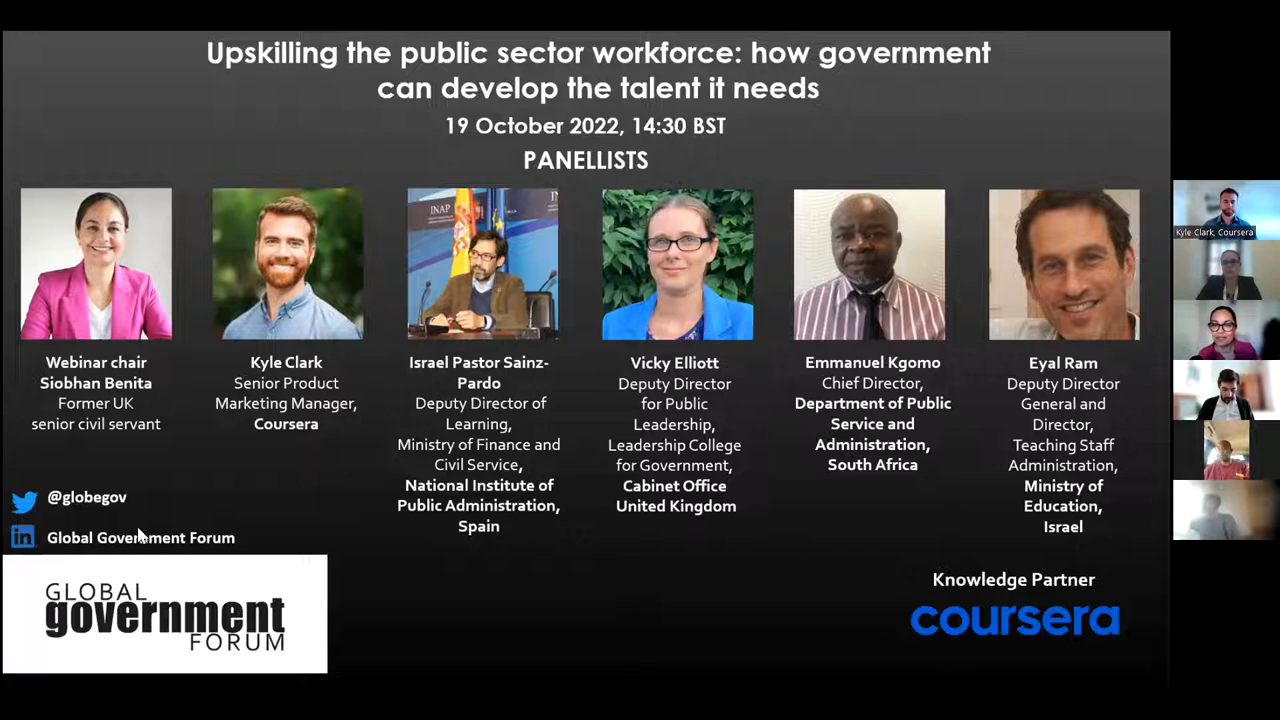 Upskilling the public sector workforce: how government
can develop the talent it needs
19 October 2022, 14:30 BST
PANELLISTS
INAP
Webinar chair
Siobhan Benita
Former UK
senior civil servant
Kyle Clark
Senior Product
Marketing Manager,
Coursera
Israel Pastor Sainz-
Pardo
Deputy Director of
Learning,
Ministry of Finance and
Civil Service,
National Institute of
Public Administration,
Spain
Vicky Elliott
Deputy Director
for Public
Leadership,
Leadership College
for Government,
Cabinet Office
United Kingdom
Emmanuel Kgomo
Chief Director,
Department of Public
Service and
Administration,
South Africa
Eyal Ram
Deputy Director
General and
Director,
Teaching Staff
Administration,
Ministry of
Education,
Israel
@globegov
in
Global Government Forum
GLOBAL
government
FORUM
Knowledge Partner
coursera
Kyle Clark, Coursera